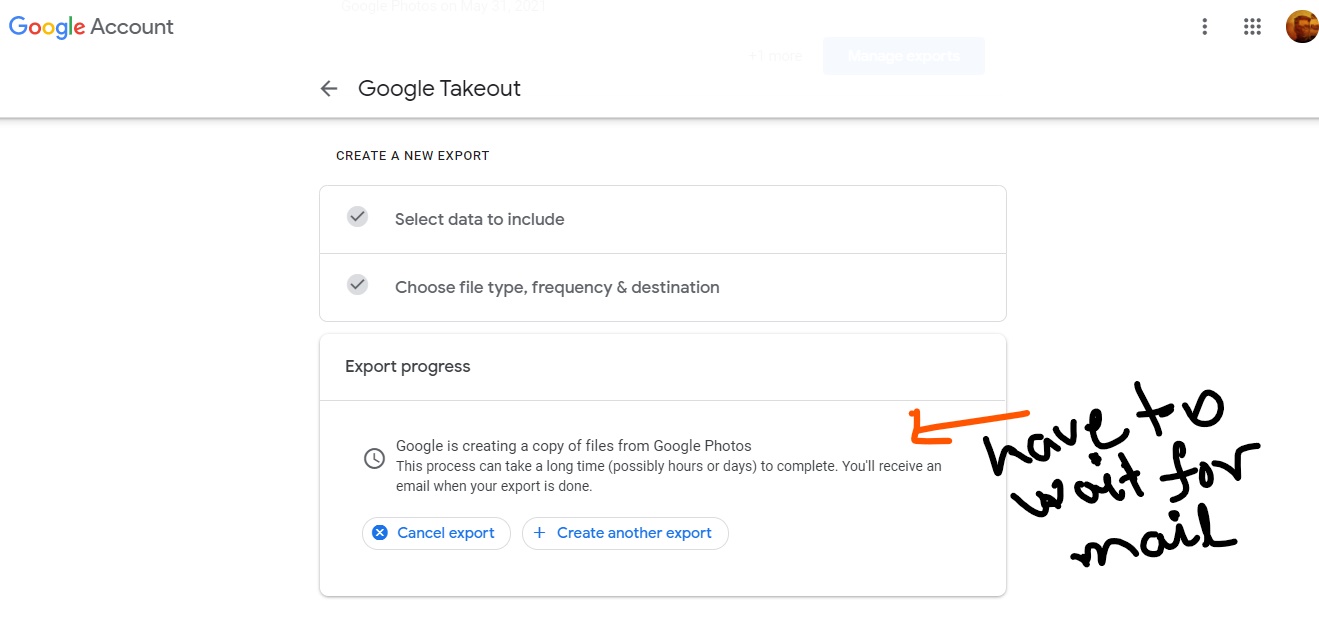 Google Photos on May 31, 2021
Google Account
+1 more
Manage exports
Google Takeout
CREATE A NEW EXPORT
Select data to include
Choose file type, frequency & destination
Export progress
Google is creating a copy of files from Google Photos
This process can take a long time (possibly hours or days) to complete. You'll receive an
email when your export is done.
Cancel export
Create another export
have to
wait for
mail